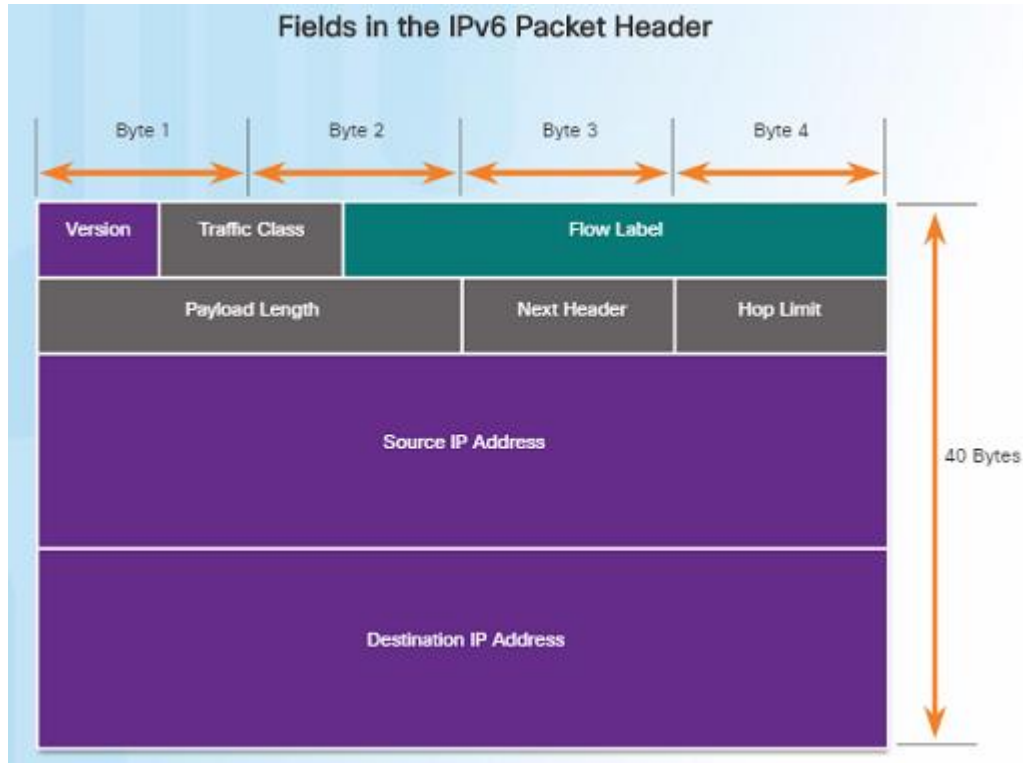 Fields in the IPv6 Packet Header
Byte 1 Byte 2 Byte 3 Byte 4
Version Traffic Class Flow Label
Payload Length Next Header Hop Limit
Source IP Address
40 Bytes
Destination IP Address